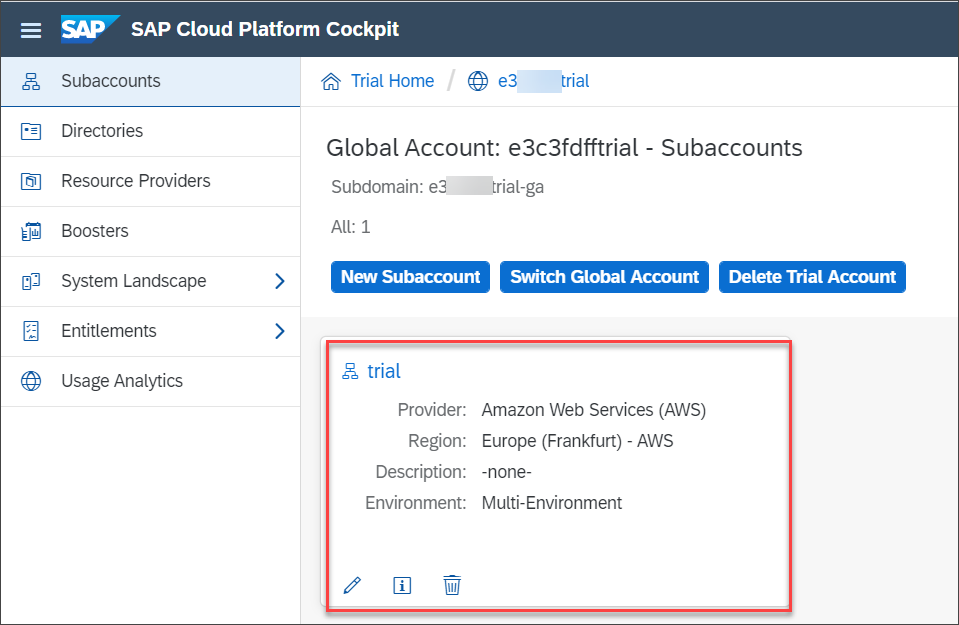 SAP SAP Cloud Platform Cockpit
Subaccounts
Directories
Resource Providers
Boosters
System Landscape
Entitlements
Usage Analytics
Trial Home / e3 trial
Global Account: e3c3fdfftrial - Subaccounts
Subdomain: e3 trial-ga
All: 1
New Subaccount Switch Global Account Delete Trial Account
trial
Provider: Amazon Web Services (AWS)
Region: Europe (Frankfurt) - AWS
Description: -none-
Environment: Multi-Environment